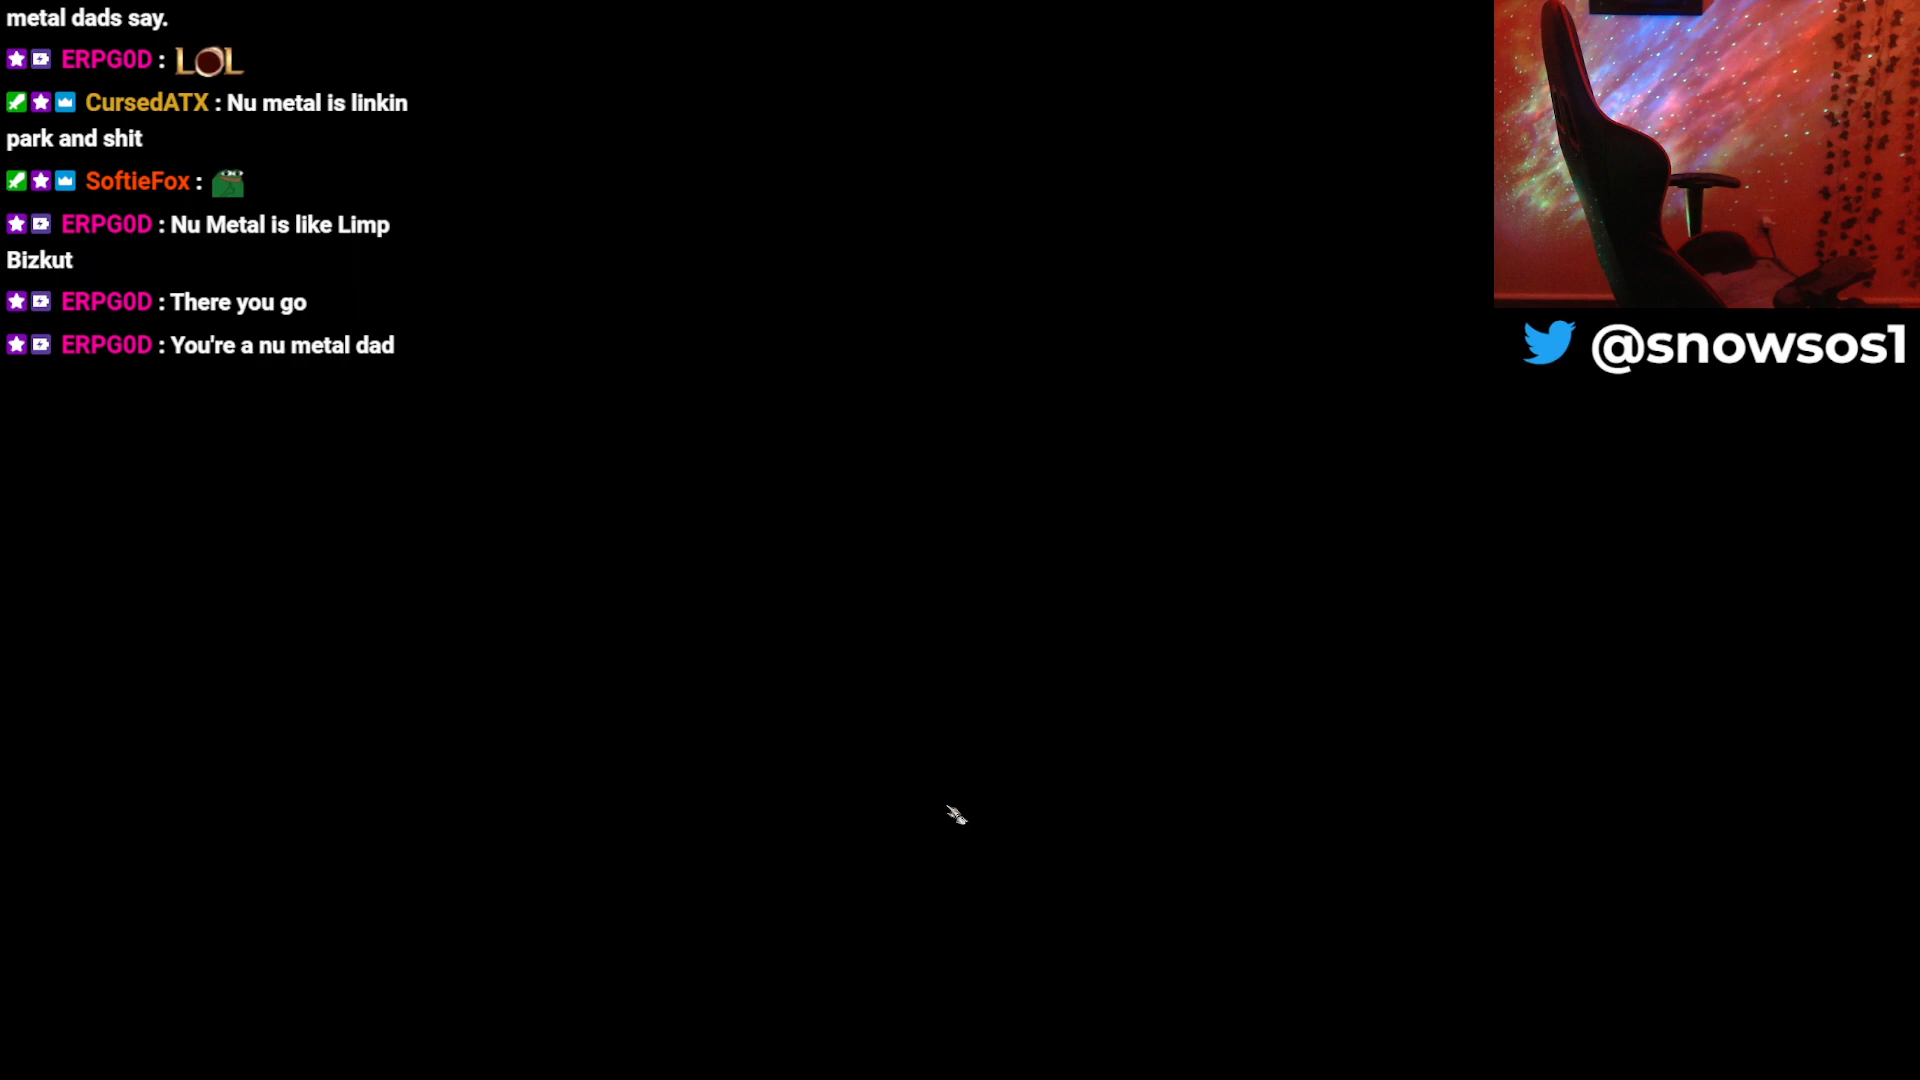 metal dads say.
ERPG0D : LOL
CursedATX : Nu metal is linkin
park and shit
SoftieFox :
ERPG0D : Nu Metal is like Limp
Bizkut
ERPG0D : There you go
ERPG0D : You're a nu metal dad
@snowsos1